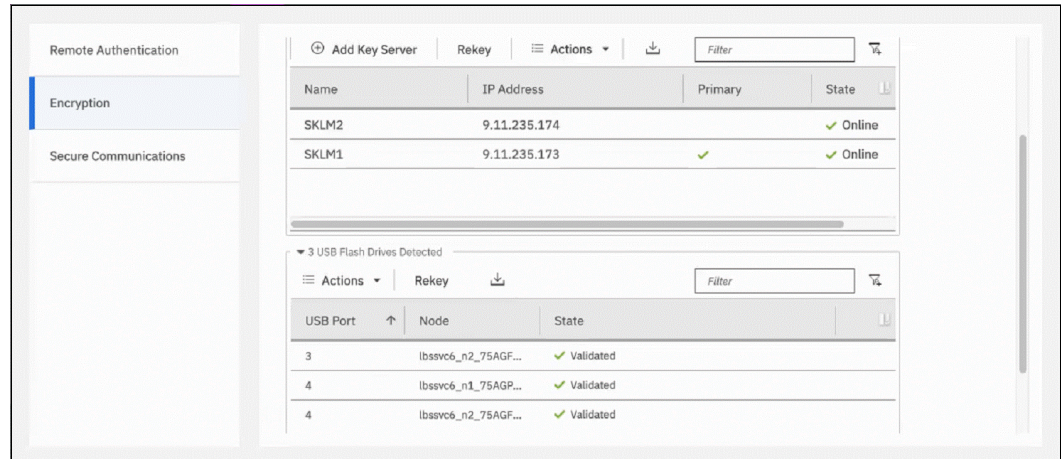 Remote Authentication
Encryption
Secure Communications
Add Key Server Rekey Actions Filter
Name IP Address Primary State
SKLM2 9.11.235.174 Online
SKLM1 9.11.235.173 Online
3 USB Flash Drives Detected
Actions Rekey Filter
USB Port Node State
3 lbssvc6_n2_75AGF... Validated
4 lbssvc6_n1_75AGP... Validated
4 lbssvc6_n2_75AGF... Validated